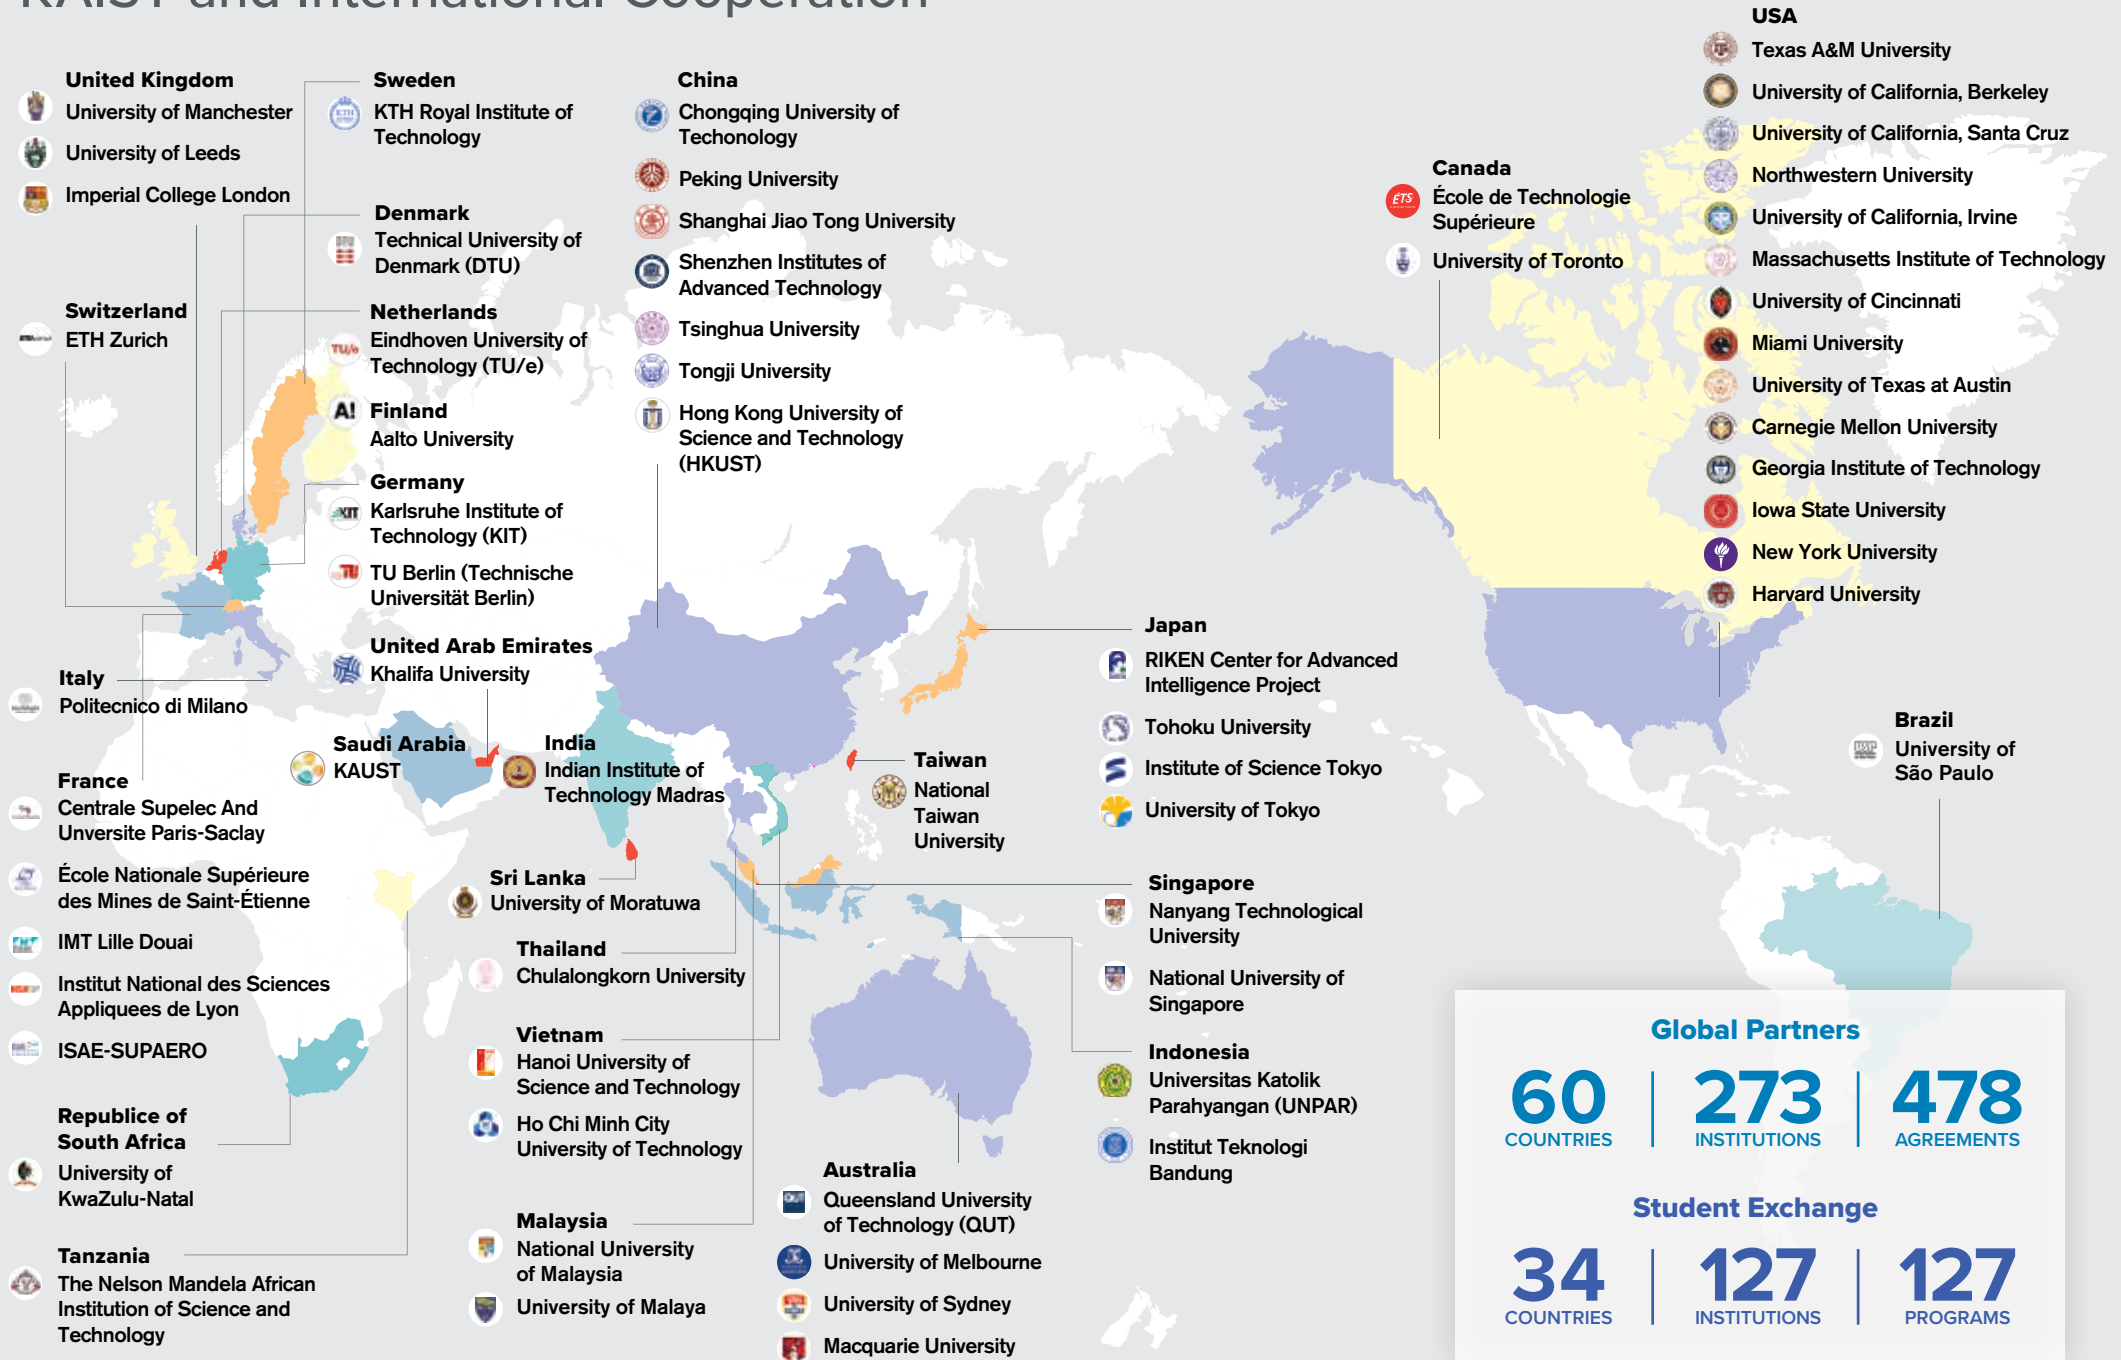 KAIST and International Cooperation
United Kingdom
University of Manchester
University of Leeds
Imperial College London
Switzerland
ETH Zurich
Sweden
KTH Royal Institute of
Technology
Denmark
Technical University of
Denmark (DTU)
Netherlands
Eindhoven University of
Technology (TU/e)
Finland
Aalto University
Germany
Karlsruhe Institute of
Technology (KIT)
TU Berlin (Technische
Universität Berlin)
United Arab Emirates
Khalifa University
China
Chongqing University of
Techonology
Peking University
Shanghai Jiao Tong University
Shenzhen Institutes of
Advanced Technology
Tsinghua University
Tongji University
Hong Kong University of
Science and Technology
(HKUST)
Canada
École de Technologie
Supérieure
University of Toronto
USA
Texas A&M University
University of California, Berkeley
University of California, Santa Cruz
Northwestern University
University of California, Irvine
Massachusetts Institute of Technology
University of Cincinnati
Miami University
University of Texas at Austin
Carnegie Mellon University
Georgia Institute of Technology
Iowa State University
New York University
Harvard University
Italy
Politecnico di Milano
France
Centrale Supelec And
Unversite Paris-Saclay
École Nationale Supérieure
des Mines de Saint-Étienne
IMT Lille Douai
Institut National des Sciences
Appliquees de Lyon
ISAE-SUPAERO
Republice of
South Africa
University of
KwaZulu-Natal
Tanzania
The Nelson Mandela African
Institution of Science and
Technology
Saudi Arabia
KAUST
India
Indian Institute of
Technology Madras
Sri Lanka
University of Moratuwa
Thailand
Chulalongkorn University
Vietnam
Hanoi University of
Science and Technology
Ho Chi Minh City
University of Technology
Malaysia
National University
of Malaysia
University of Malaya
Taiwan
National
Taiwan
University
Japan
RIKEN Center for Advanced
Intelligence Project
Tohoku University
Institute of Science Tokyo
University of Tokyo
Singapore
Nanyang Technological
University
National University of
Singapore
Indonesia
Universitas Katolik
Parahyangan (UNPAR)
Institut Teknologi
Bandung
Australia
Queensland University
of Technology (QUT)
University of Melbourne
University of Sydney
Macquarie University
Brazil
University of
São Paulo
Global Partners
60 273 478
COUNTRIES INSTITUTIONS AGREEMENTS
Student Exchange
34 127 127
COUNTRIES INSTITUTIONS PROGRAMS
KTH
TU/e
A!
KIT
TU
ÉTS